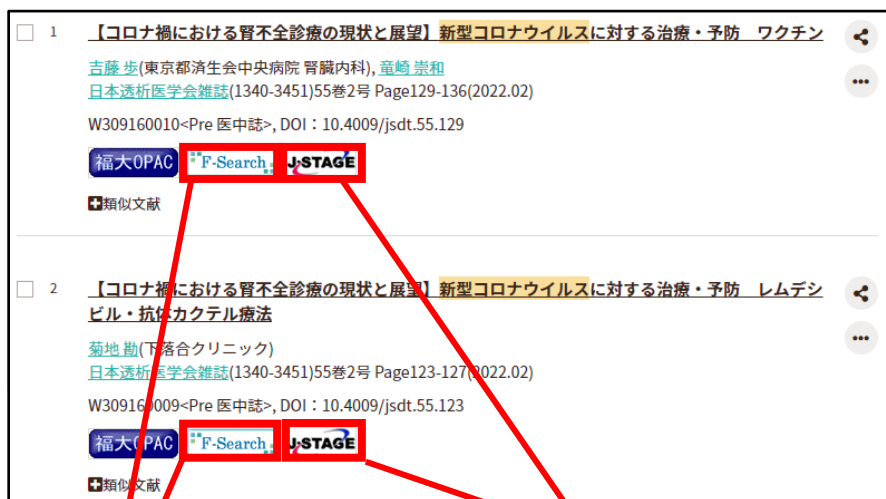 1 【コロナ禍における腎不全診療の現状と展望】新型コロナウイルスに対する治療・予防 ワクチン
吉藤 歩(東京都済生会中央病院 腎臓内科), 竜崎 崇和
日本透析医学会雑誌(1340-3451)55巻2号 Page129-136(2022.02)
W309160010<Pre 医中誌>, DOI：10.4009/jsdt.55.129
福大OPAC F-Search J-STAGE
類似文献
2 【コロナ禍における腎不全診療の現状と展望】新型コロナウイルスに対する治療・予防 レムデシ
ビル・抗体カクテル療法
菊地 勘(下落合クリニック)
日本透析医学会雑誌(1340-3451)55巻2号 Page123-127(2022.02)
W309160009<Pre 医中誌>, DOI：10.4009/jsdt.55.123
福大OPAC F-Search J-STAGE
類似文献